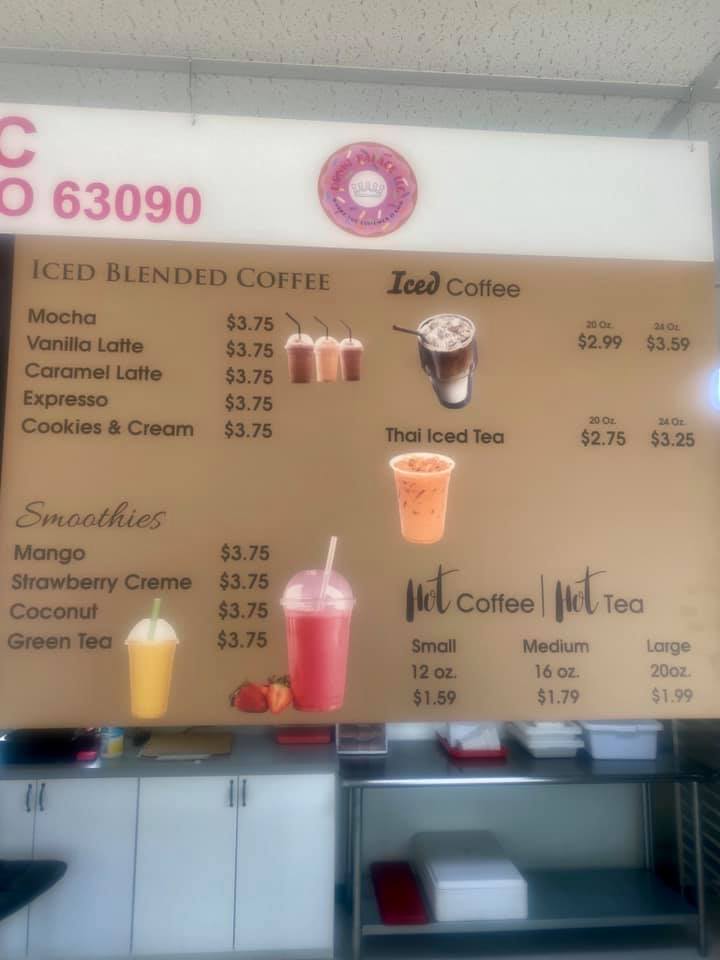 C
O 63090
DONUT PALACE LLC
ICED BLENDED COFFEE
Mocha $3.75
Vanilla Latte $3.75
Caramel Latte $3.75
Expresso $3.75
Cookies & Cream $3.75
Smoothies
Mango $3.75
Strawberry Creme $3.75
Coconut $3.75
Green Tea $3.75
Iced Coffee
20 Oz. 24 Oz.
$2.99 $3.59
20 Oz. 24 Oz.
Thai Iced Tea $2.75 $3.25
Hot Coffee | Hot Tea
Small Medium Large
12 oz. 16 oz. 20oz.
$1.59 $1.79 $1.99